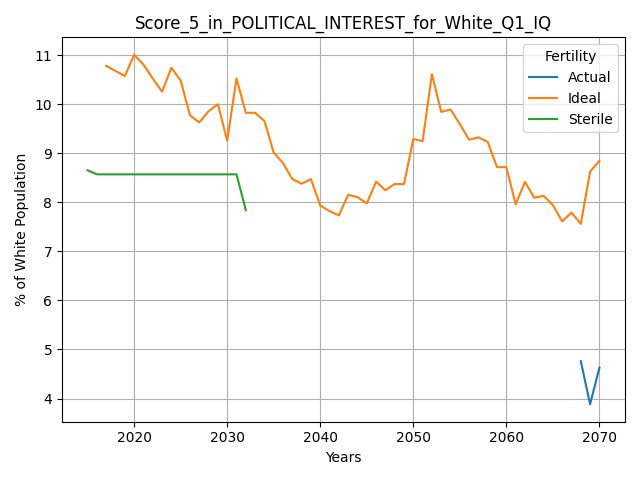 Score_5_in_POLITICAL_INTEREST_for_White_Q1_IQ
Fertility
Actual
Ideal
Sterile
% of White Population
11
10
9
8
7
6
5
4
2020 2030 2040 2050 2060 2070
Years